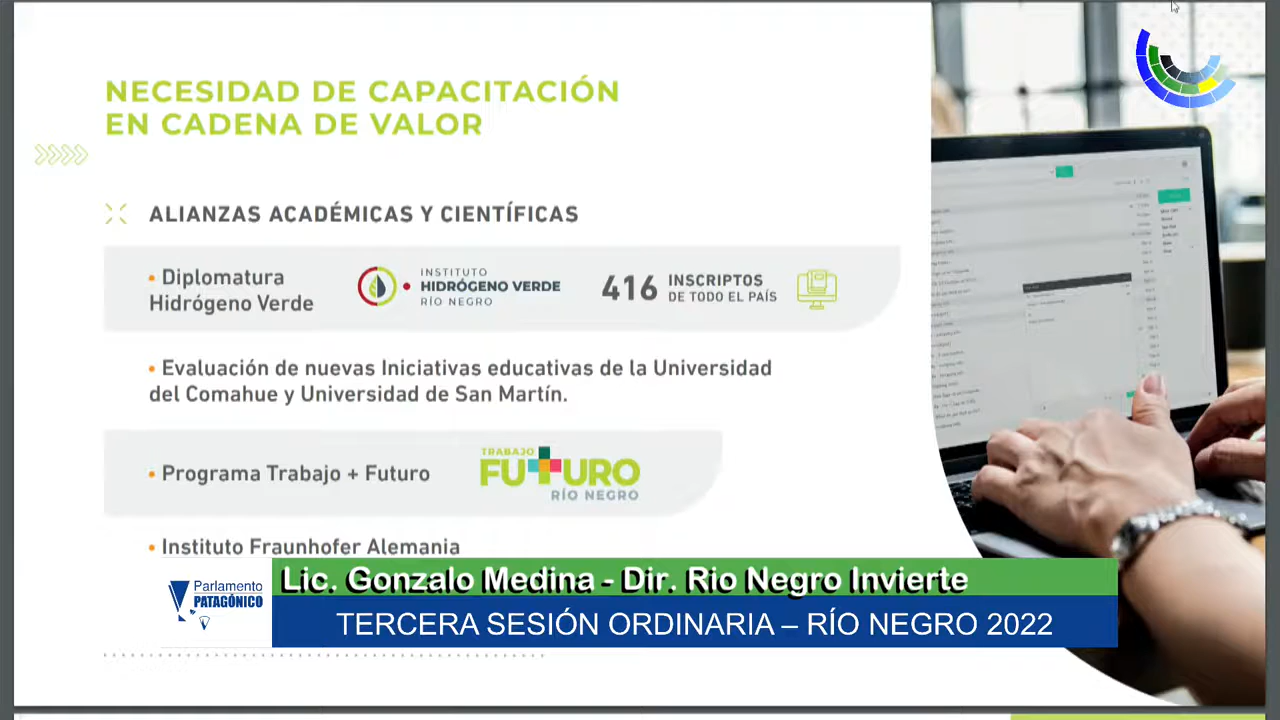 NECESIDAD DE CAPACITACIÓN
EN CADENA DE VALOR
ALIANZAS ACADÉMICAS Y CIENTÍFICAS
• Diplomatura
Hidrógeno Verde
INSTITUTO
HIDRÓGENO VERDE
RÍO NEGRO
416 INSCRIPTOS
DE TODO EL PAÍS
• Evaluación de nuevas Iniciativas educativas de la Universidad
del Comahue y Universidad de San Martín.
• Programa Trabajo + Futuro
TRABAJO
FUTURO
RÍO NEGRO
• Instituto Fraunhofer Alemania
Parlamento
PATAGÓNICO
Lic. Gonzalo Medina - Dir. Rio Negro Invierte
TERCERA SESIÓN ORDINARIA – RÍO NEGRO 2022